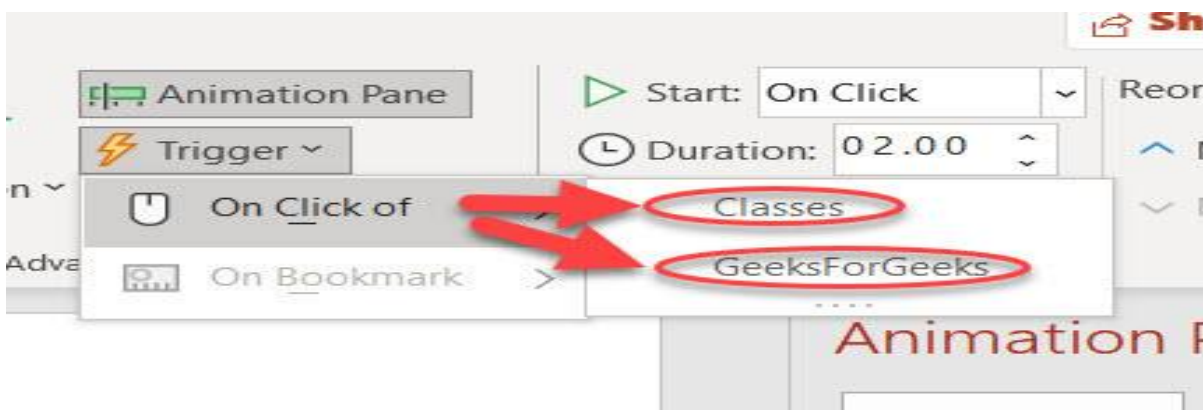 Sh
Animation Pane
Start: On Click
Reor
Trigger
Duration: 02.00
n
On Click of
Classes
Adva
On Bookmark
GeeksForGeeks
Animation